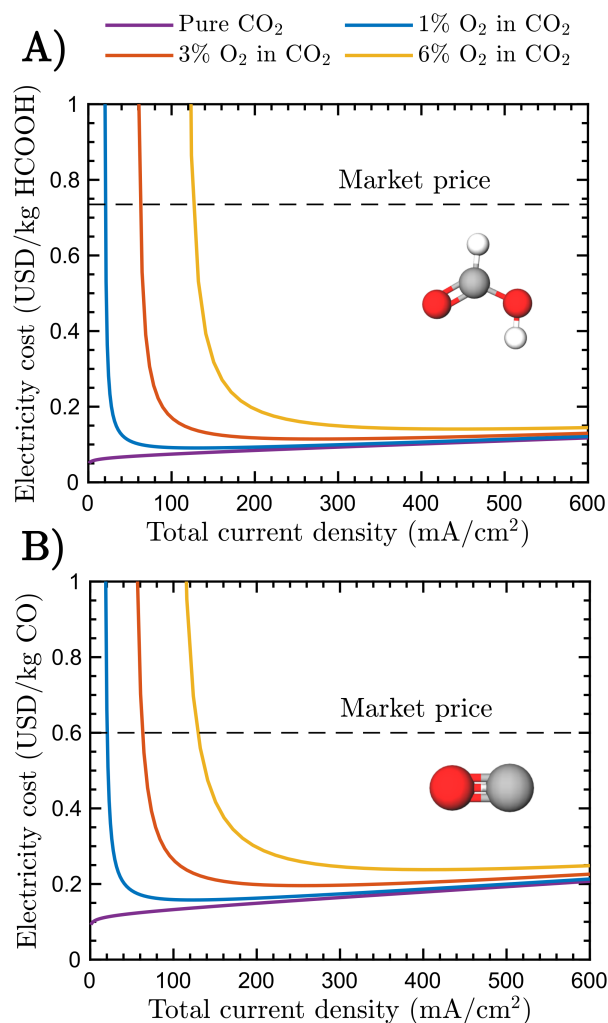 Pure CO₂
1% O₂ in CO₂
3% O₂ in CO₂
6% O₂ in CO₂
A)
Electricity cost (USD/kg HCOOH)
1
0.8
0.6
0.4
0.2
0
Market price
0 100 200 300 400 500 600
Total current density (mA/cm²)
B)
Electricity cost (USD/kg CO)
1
0.8
0.6
0.4
0.2
0
Market price
0 100 200 300 400 500 600
Total current density (mA/cm²)